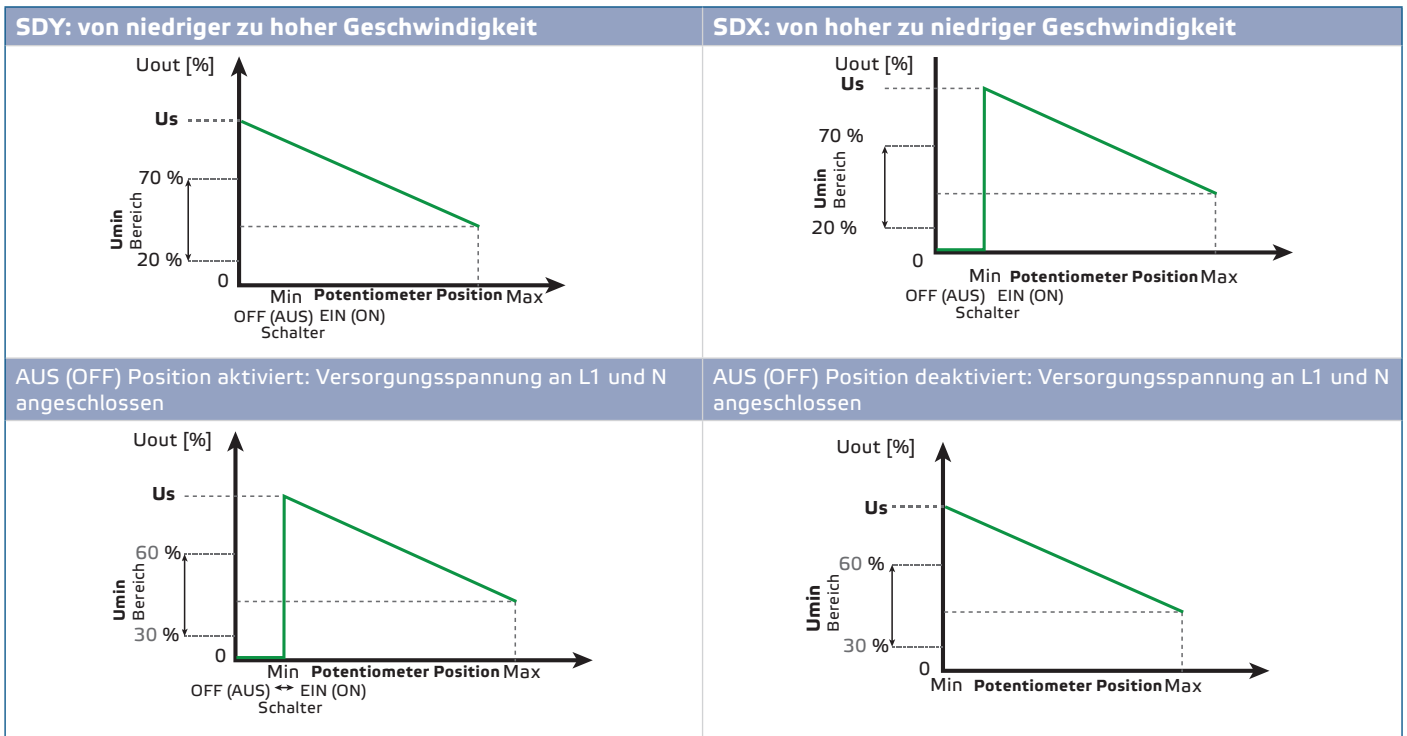 SDY: von niedriger zu hoher Geschwindigkeit
Uout [%]
Us
70 %
Umin
Bereich
20 %
0
Min Potentiometer Position Max
OFF (AUS) EIN (ON)
Schalter
SDX: von hoher zu niedriger Geschwindigkeit
Uout [%]
Us
70 %
Umin
Bereich
20 %
0
Min Potentiometer Position Max
OFF (AUS) EIN (ON)
Schalter
AUS (OFF) Position aktiviert: Versorgungsspannung an L1 und N
angeschlossen
Uout [%]
Us
60 %
Umin
Bereich
30 %
0
Min Potentiometer Position Max
OFF (AUS) ↔ EIN (ON)
Schalter
AUS (OFF) Position deaktiviert: Versorgungsspannung an L1 und N
angeschlossen
Uout [%]
Us
60 %
Umin
Bereich
30 %
0
Min Potentiometer Position Max